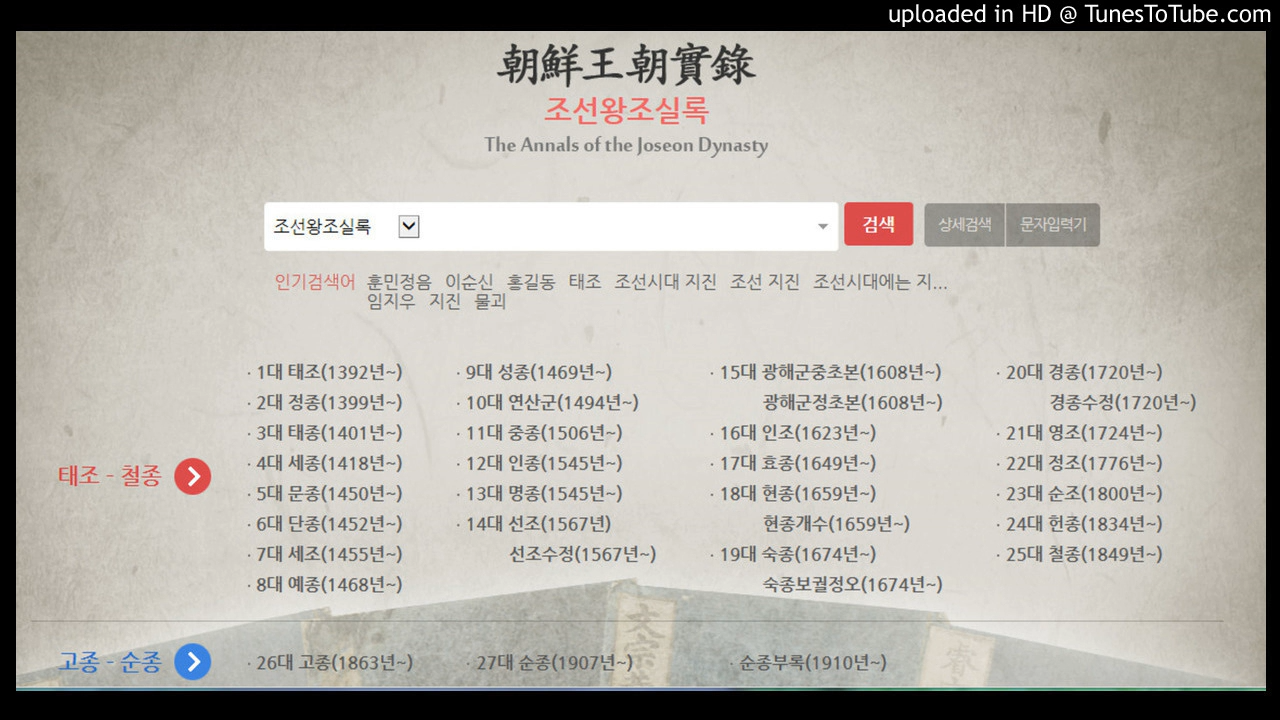 uploaded in HD @ TunesToTube.com
朝鮮王朝實錄
조선왕조실록
The Annals of the Joseon Dynasty
조선왕조실록 검색 상세검색 문자입력기
인기검색어 훈민정음 이순신 홍길동 태조 조선시대 지진 조선 지진 조선시대에는 지...
임지우 지진 물괴
· 1대 태조(1392년~) · 9대 성종(1469년~) · 15대 광해군중초본(1608년~) · 20대 경종(1720년~)
· 2대 정종(1399년~) · 10대 연산군(1494년~) 광해군정초본(1608년~) 경종수정(1720년~)
· 3대 태종(1401년~) · 11대 중종(1506년~) · 16대 인조(1623년~) · 21대 영조(1724년~)
· 4대 세종(1418년~) · 12대 인종(1545년~) · 17대 효종(1649년~) · 22대 정조(1776년~)
태조 - 철종
· 5대 문종(1450년~) · 13대 명종(1545년~) · 18대 현종(1659년~) · 23대 순조(1800년~)
· 6대 단종(1452년~) · 14대 선조(1567년) 현종개수(1659년~) · 24대 헌종(1834년~)
· 7대 세조(1455년~) 선조수정(1567년~) · 19대 숙종(1674년~) · 25대 철종(1849년~)
· 8대 예종(1468년~) 숙종보궐정오(1674년~)
文宗
고종 - 순종 · 26대 고종(1863년~) · 27대 순종(1907년~) · 순종부록(1910년~)